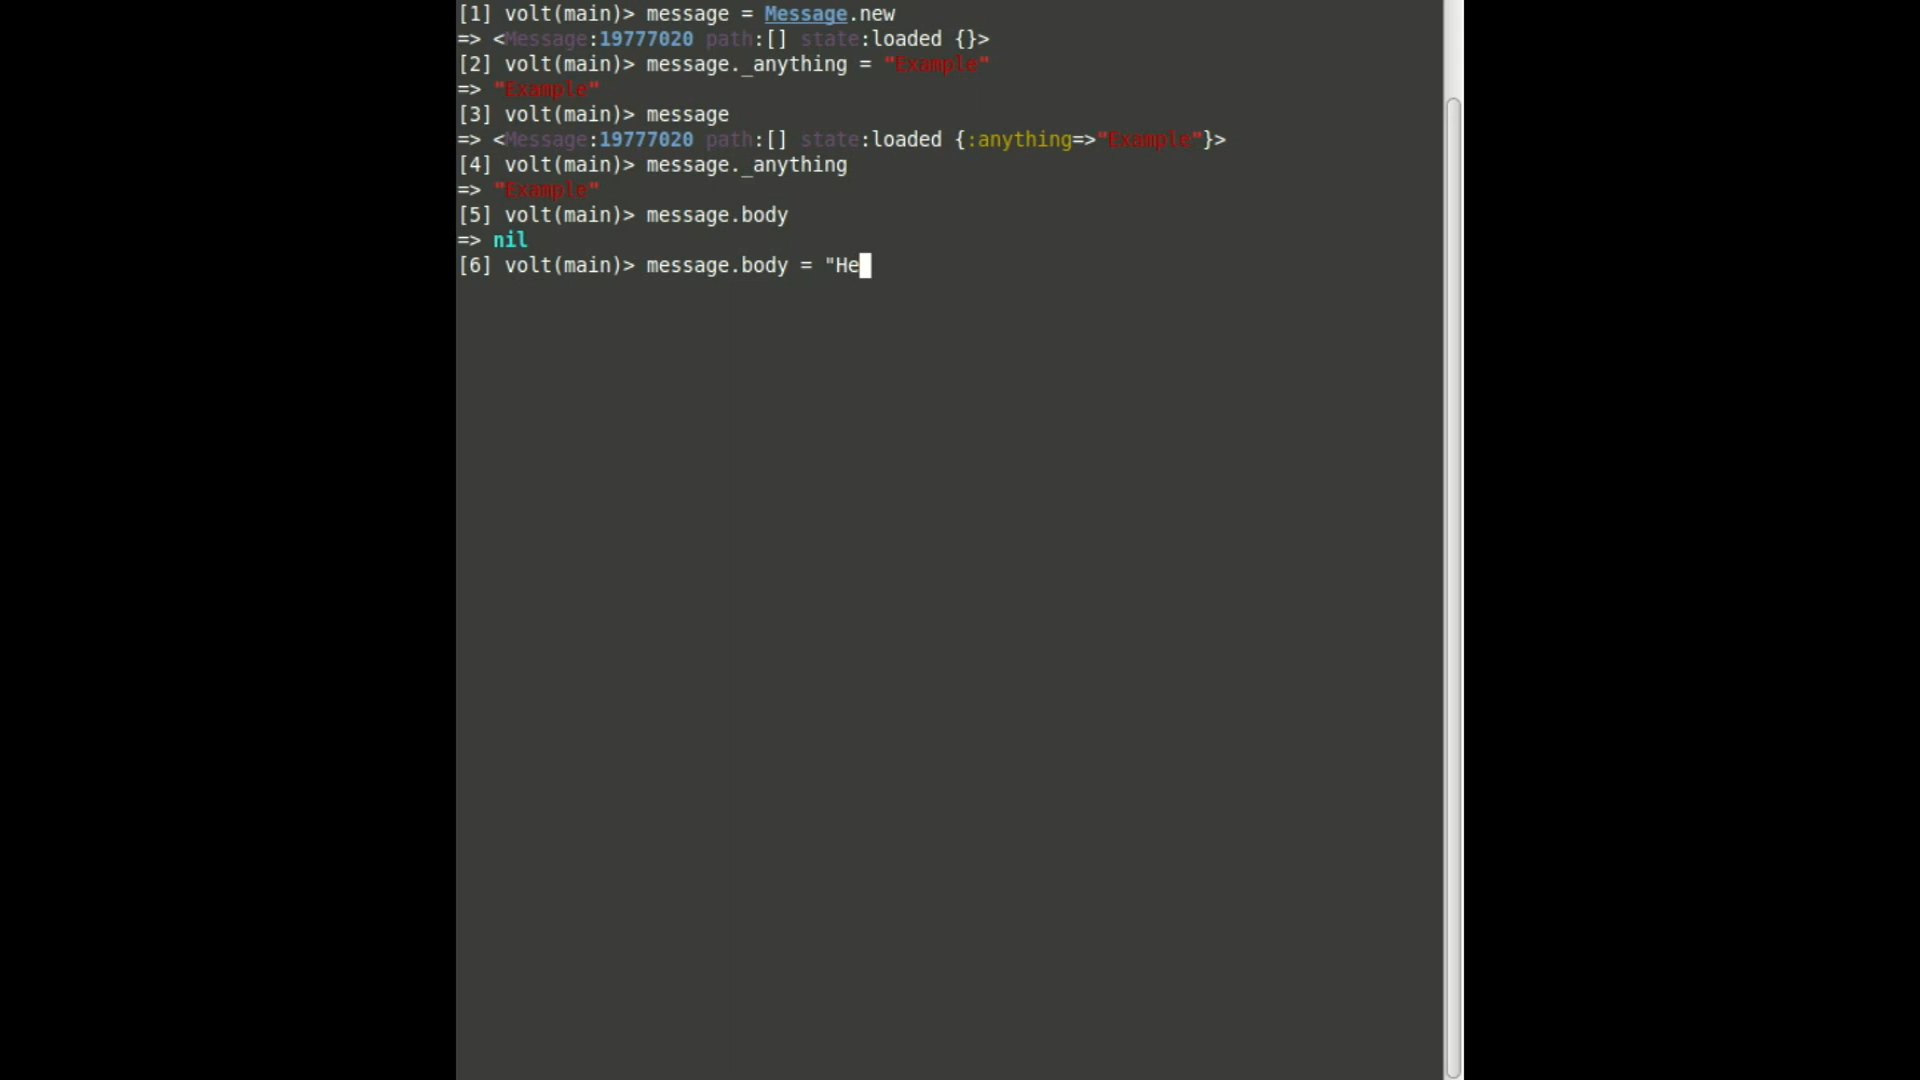 [1] volt(main)> message = Message.new
=> <Message:19777020 path:[] state:loaded {}>
[2] volt(main)> message._anything = "Example"
=> "Example"
[3] volt(main)> message
=> <Message:19777020 path:[] state:loaded {:anything=>"Example"}>
[4] volt(main)> message._anything
=> "Example"
[5] volt(main)> message.body
=> nil
[6] volt(main)> message.body = "He